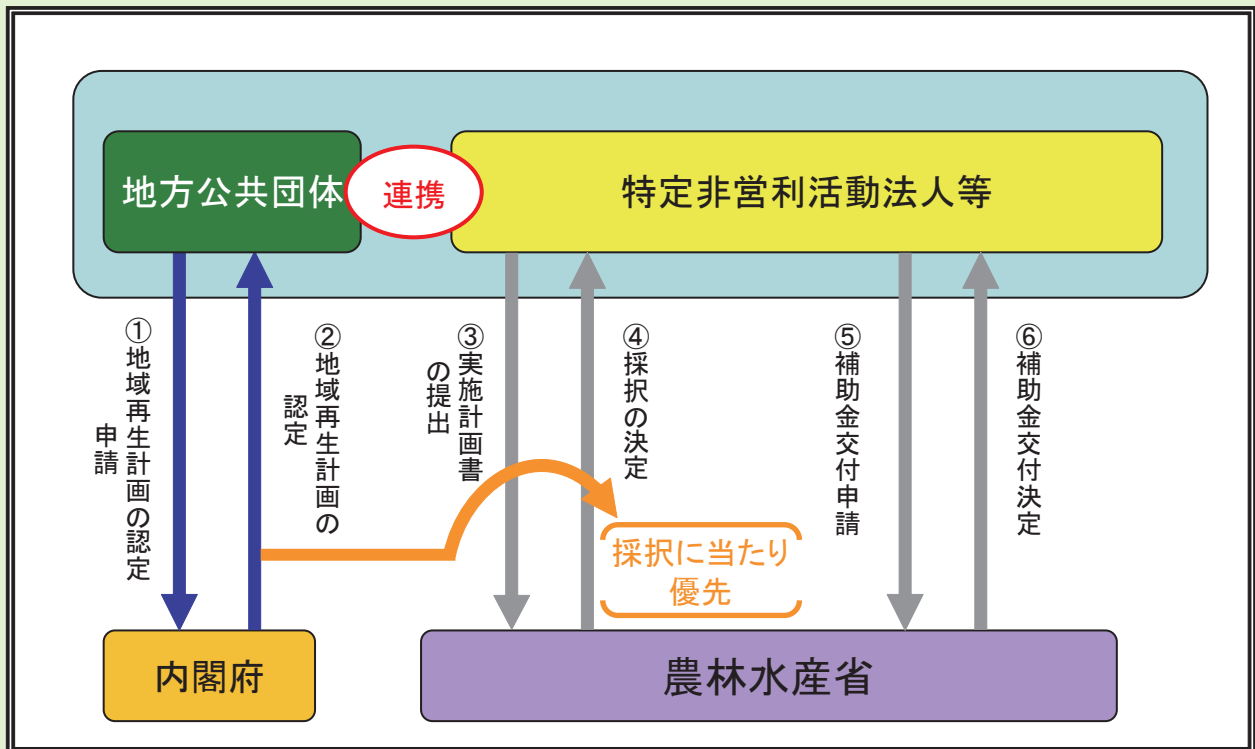 地方公共団体
連携
特定非営利活動法人等
①地域再生計画の認定
申請
②地域再生計画の
認定
③実施計画書
の提出
④採択の決定
⑤補助金交付申請
⑥補助金交付決定
採択に当たり
優先
内閣府
農林水産省